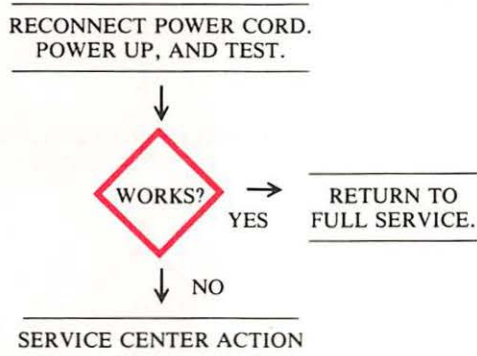 RECONNECT POWER CORD.
POWER UP, AND TEST.
WORKS?
YES
RETURN TO
FULL SERVICE.
NO
SERVICE CENTER ACTION